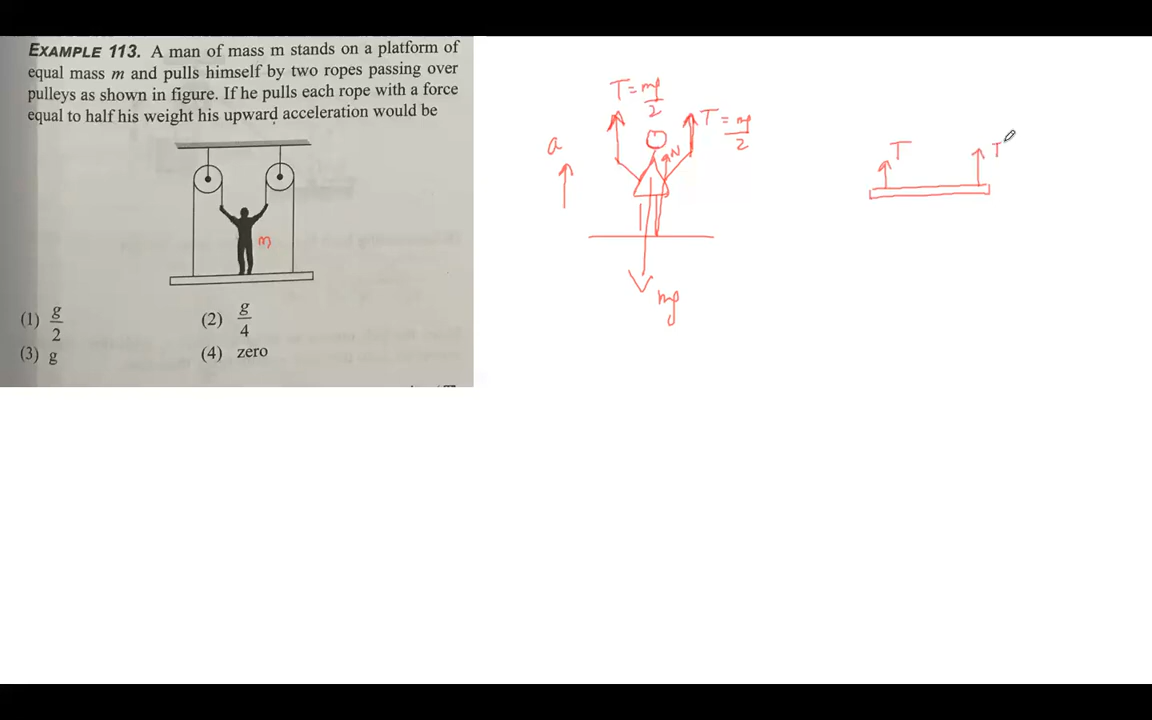 EXAMPLE 113. A man of mass m stands on a platform of
equal mass m and pulls himself by two ropes passing over
pulleys as shown in figure. If he pulls each rope with a force
equal to half his weight his upward acceleration would be
m
(1) g/2
(2) g/4
(3) g
(4) zero
T = mg/2
T = mg/2
a
N
mg
T
T